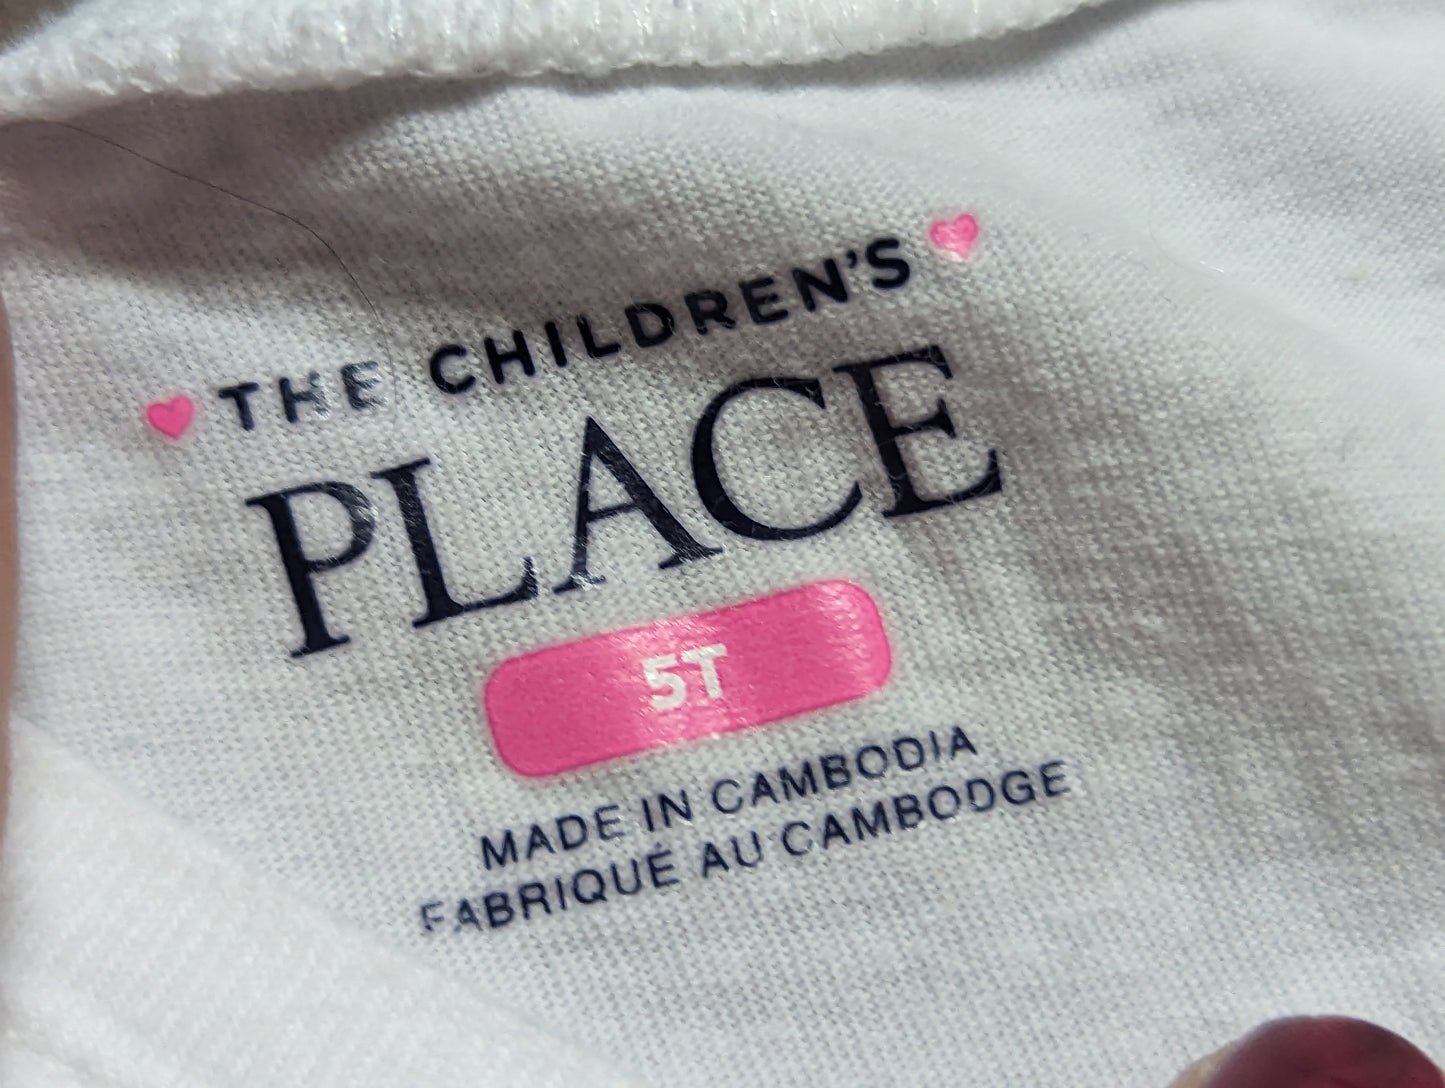 THE CHILDREN'S
PLACE
5T
MADE IN CAMBODIA
FABRIQUÉ AU CAMBODGE